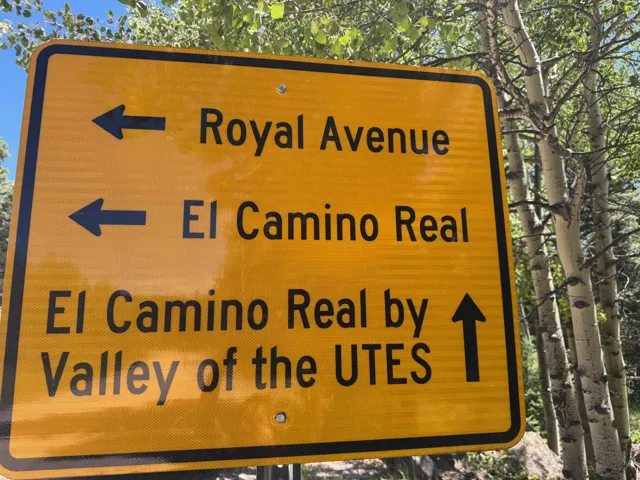 Royal Avenue
El Camino Real
El Camino Real by
Valley of the UTES